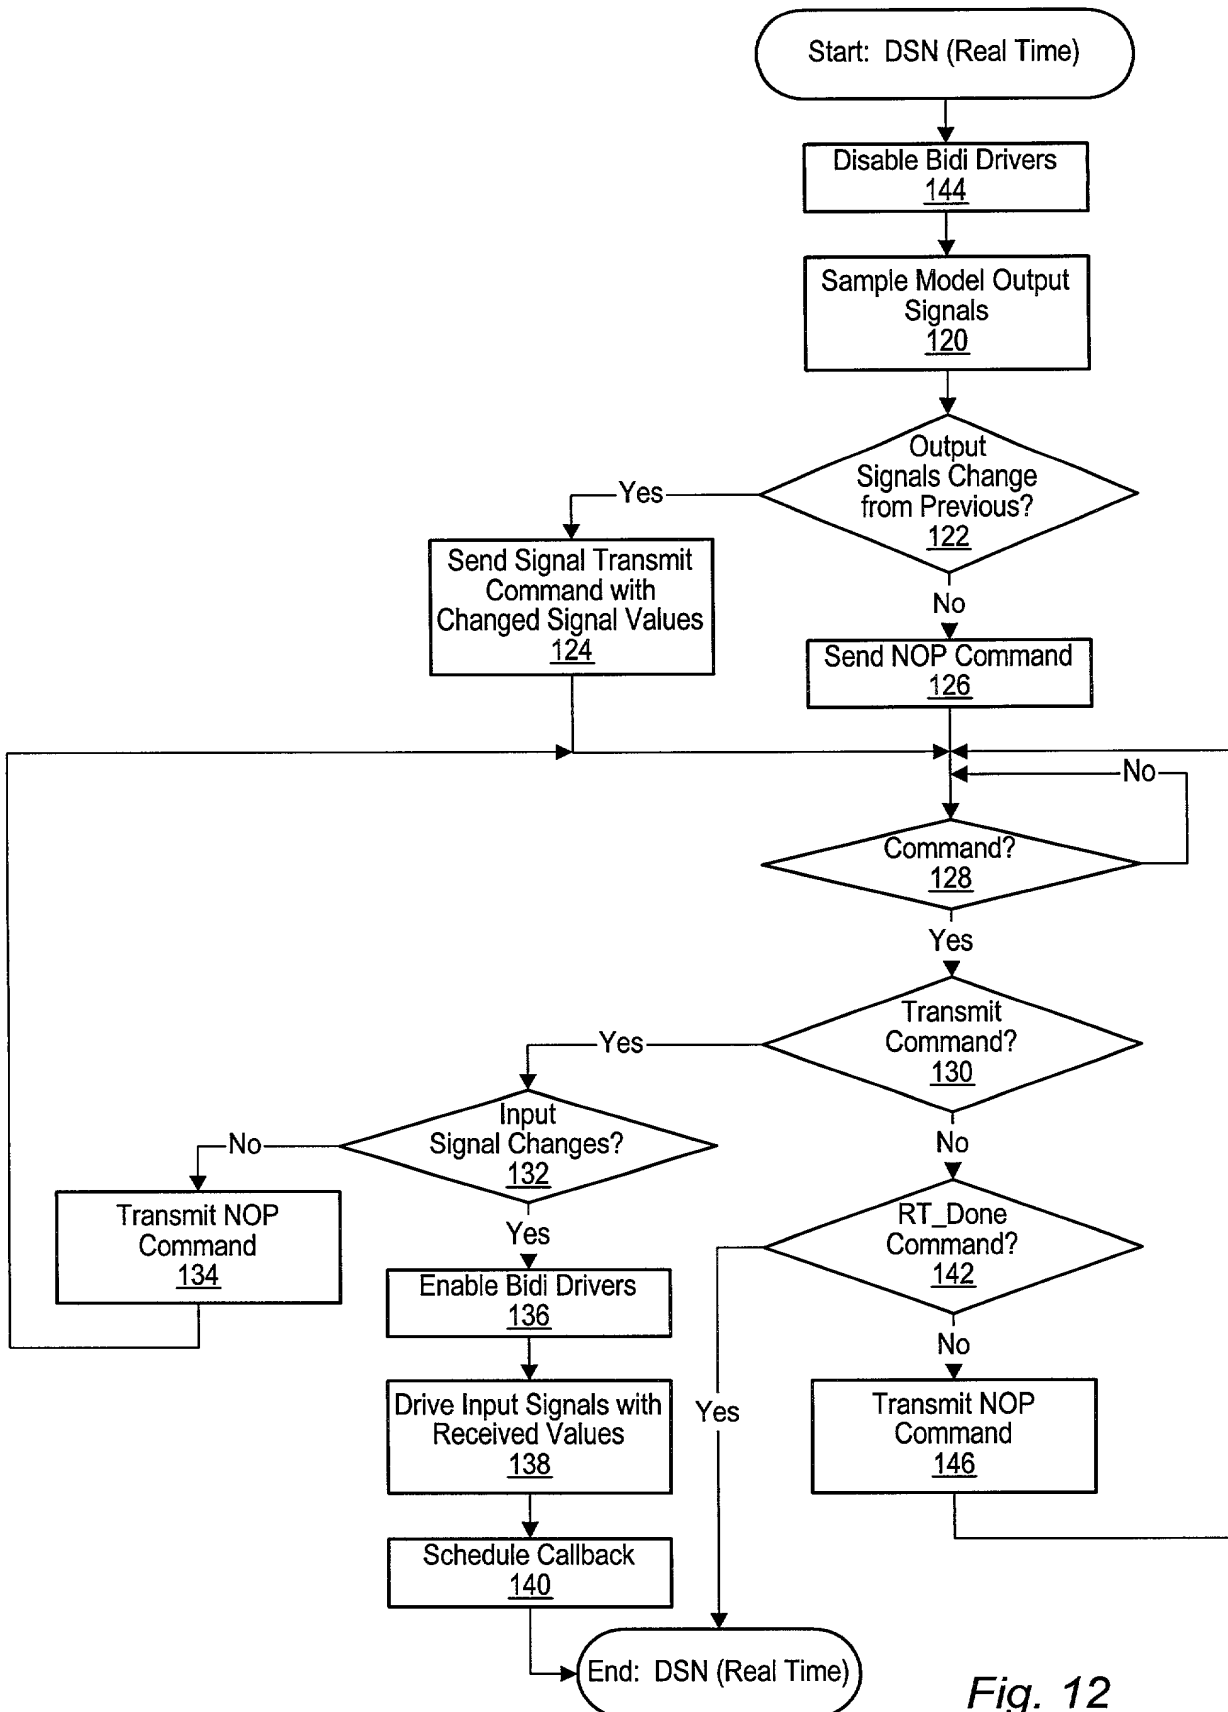 Start: DSN (Real Time)
Disable Bidi Drivers
144
Sample Model Output
Signals
120
Output
Signals Change
from Previous?
122
Yes
Send Signal Transmit
Command with
Changed Signal Values
124
No
Send NOP Command
126
No
Command?
128
Yes
Transmit
Command?
130
Yes
Input
Signal Changes?
132
No
Transmit NOP
Command
134
Yes
Enable Bidi Drivers
136
Drive Input Signals with
Received Values
138
Schedule Callback
140
No
RT_Done
Command?
142
Yes
No
Transmit NOP
Command
146
End: DSN (Real Time)
Fig. 12